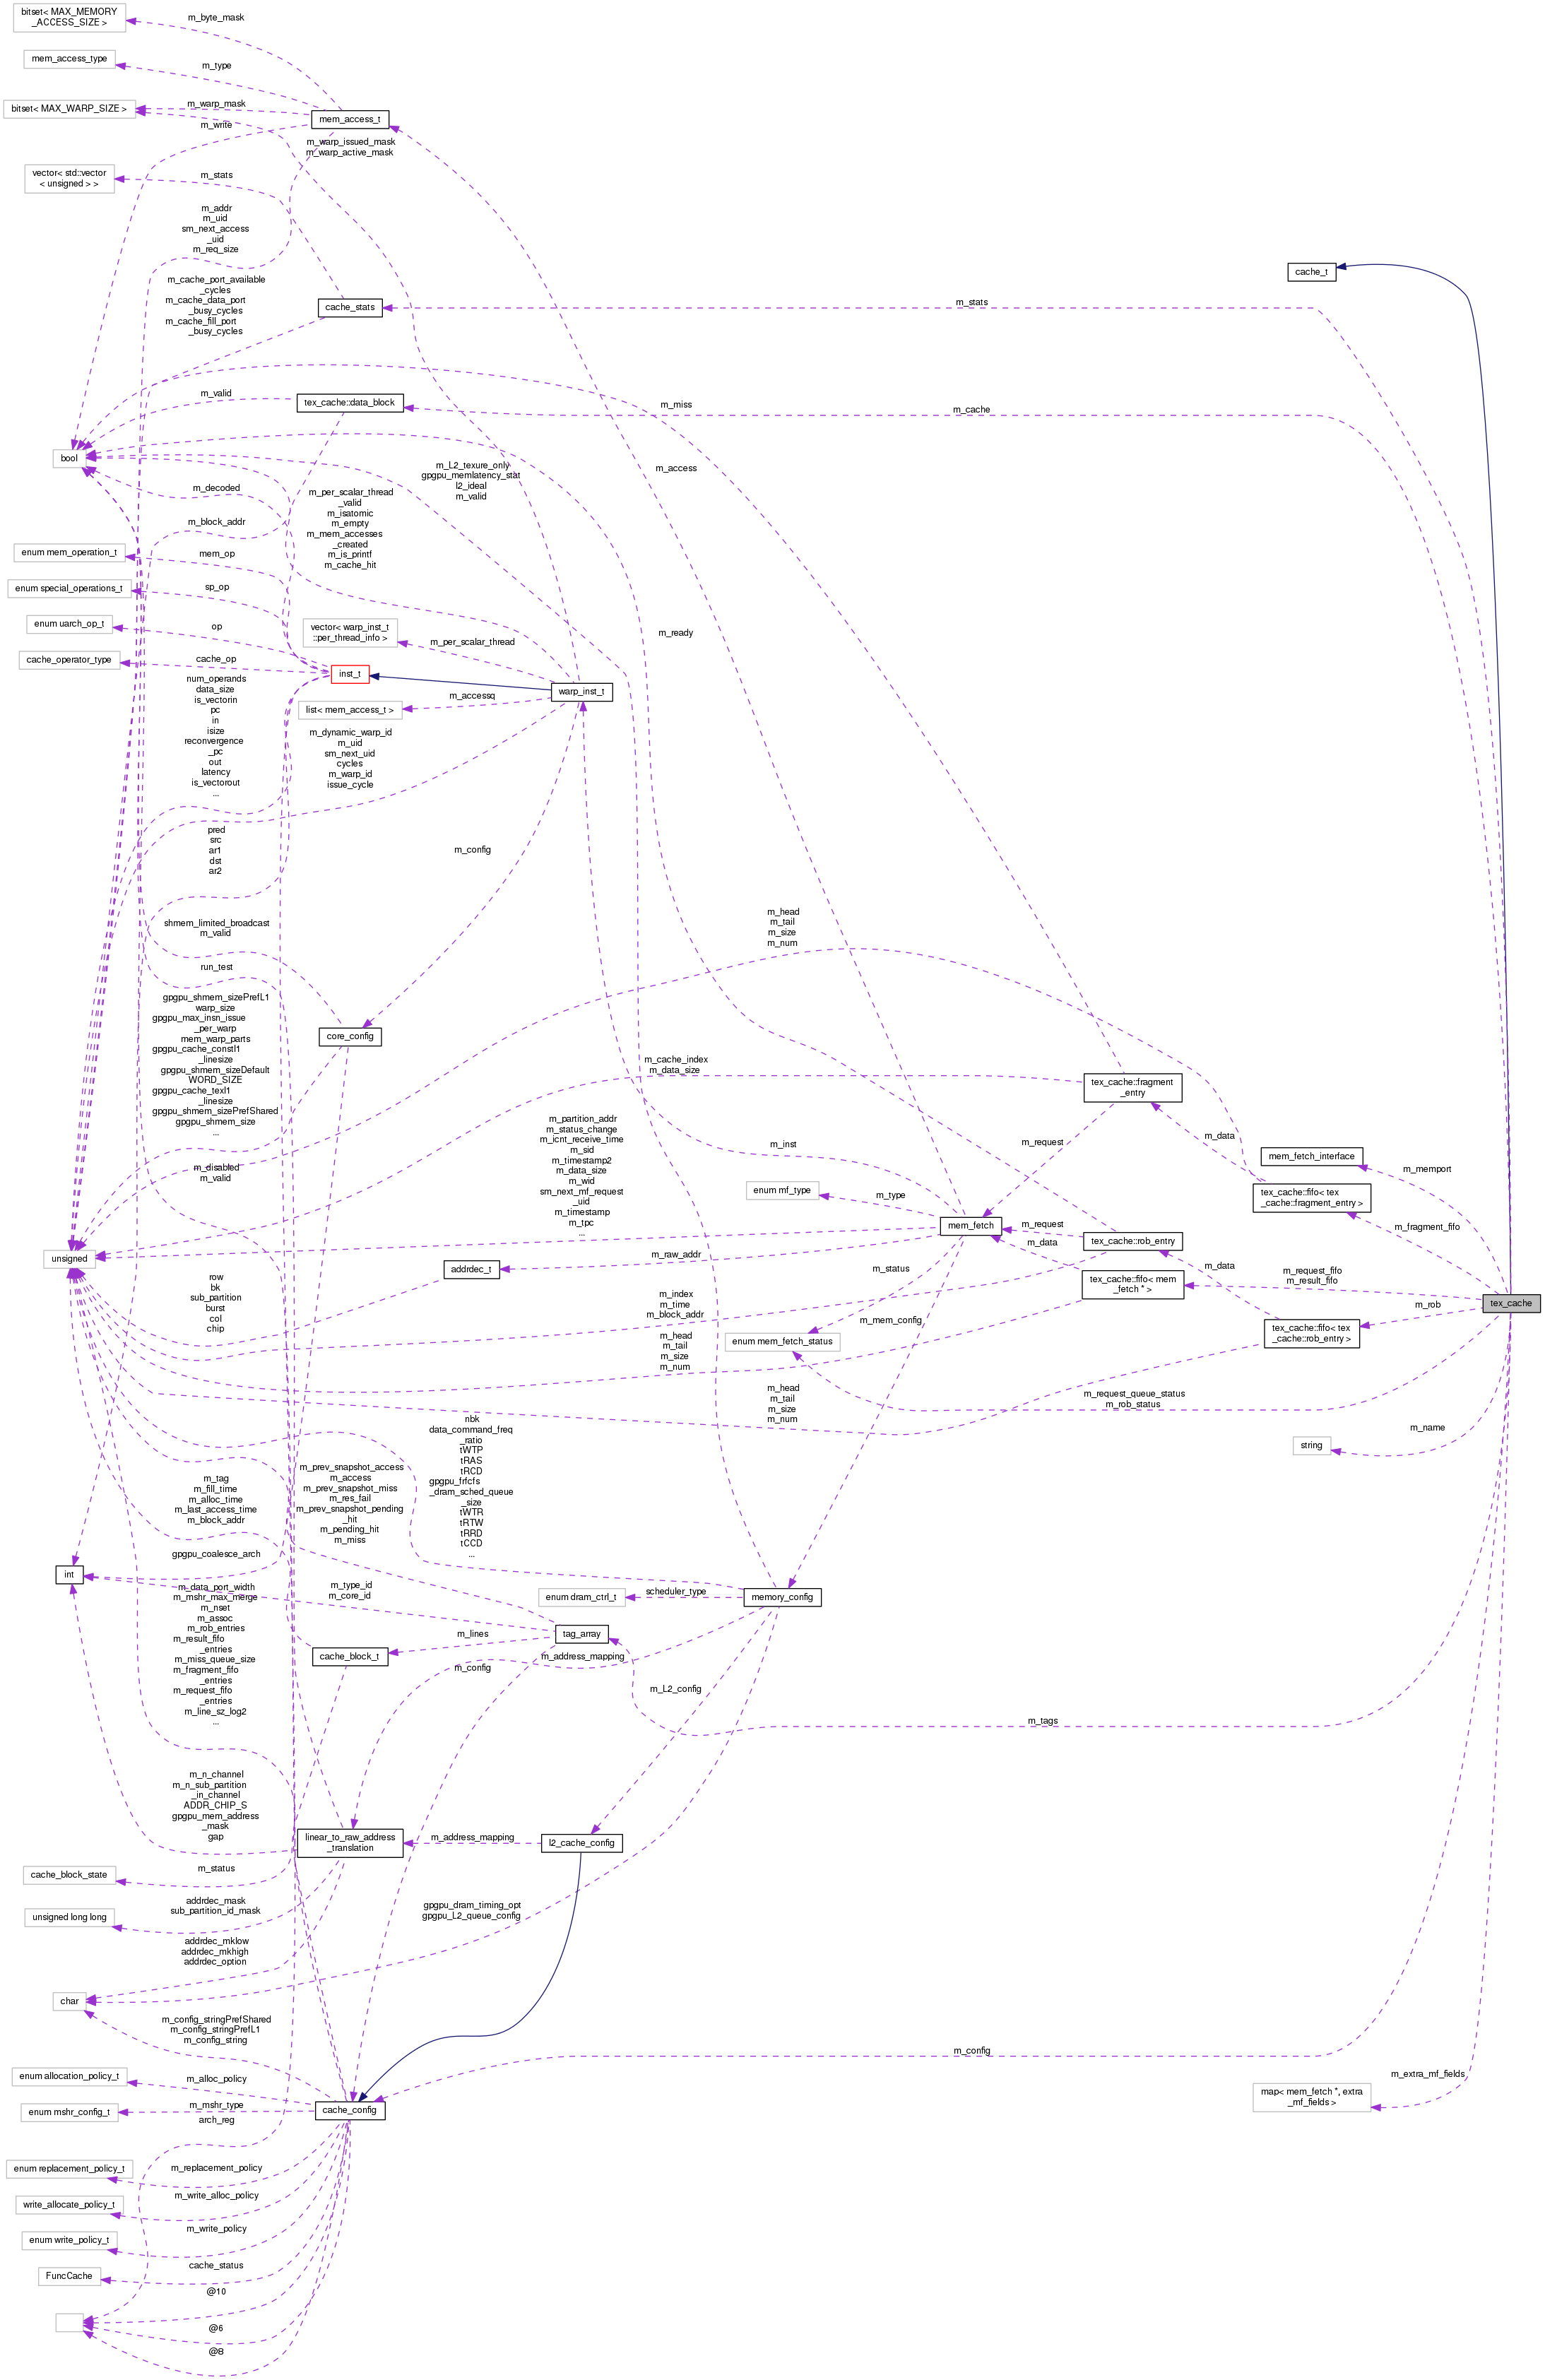 bitset< MAX_MEMORY
_ACCESS_SIZE >
m_byte_mask
mem_access_type
m_type
bitset< MAX_WARP_SIZE >
m_warp_mask
mem_access_t
m_write
m_warp_issued_mask
m_warp_active_mask
vector< std::vector
< unsigned > >
m_stats
m_addr
m_uid
sm_next_access
_uid
m_req_size
cache_t
m_cache_port_available
_cycles
m_cache_data_port
_busy_cycles
m_cache_fill_port
_busy_cycles
cache_stats
m_stats
m_valid
tex_cache::data_block
m_miss
m_cache
bool
m_L2_texure_only
gpgpu_memlatency_stat
l2_ideal
m_valid
m_access
m_decoded
m_per_scalar_thread
_valid
m_isatomic
m_empty
m_mem_accesses
_created
m_is_printf
m_cache_hit
m_block_addr
enum mem_operation_t
mem_op
enum special_operations_t
sp_op
enum uarch_op_t
op
vector< warp_inst_t
::per_thread_info >
m_per_scalar_thread
m_ready
cache_operator_type
cache_op
inst_t
warp_inst_t
num_operands
data_size
is_vectorin
pc
in
isize
reconvergence
_pc
out
latency
is_vectorout
...
list< mem_access_t >
m_accessq
m_dynamic_warp_id
m_uid
sm_next_uid
cycles
m_warp_id
issue_cycle
pred
src
ar1
dst
ar2
m_config
shmem_limited_broadcast
m_valid
m_head
m_tail
m_size
m_num
run_test
gpgpu_shmem_sizePrefL1
warp_size
gpgpu_max_insn_issue
_per_warp
mem_warp_parts
gpgpu_cache_constl1
_linesize
gpgpu_shmem_sizeDefault
WORD_SIZE
gpgpu_cache_texl1
_linesize
gpgpu_shmem_sizePrefShared
gpgpu_shmem_size
...
core_config
m_cache_index
m_data_size
tex_cache::fragment
_entry
m_disabled
m_valid
m_partition_addr
m_status_change
m_icnt_receive_time
m_sid
m_timestamp2
m_data_size
m_wid
sm_next_mf_request
_uid
m_timestamp
m_tpc
...
m_inst
m_request
m_data
mem_fetch_interface
m_memport
enum mf_type
m_type
tex_cache::fifo< tex
_cache::fragment_entry >
m_fragment_fifo
mem_fetch
m_request
tex_cache::rob_entry
unsigned
addrdec_t
m_raw_addr
m_data
m_status
tex_cache::fifo< mem
_fetch * >
m_data
m_request_fifo
m_result_fifo
tex_cache
row
bk
sub_partition
burst
col
chip
m_index
m_time
m_block_addr
m_mem_config
m_rob
enum mem_fetch_status
tex_cache::fifo< tex
_cache::rob_entry >
m_head
m_tail
m_size
m_num
m_head
m_tail
m_size
m_num
m_request_queue_status
m_rob_status
string
m_name
m_tag
m_fill_time
m_alloc_time
m_last_access_time
m_block_addr
m_prev_snapshot_access
m_access
m_prev_snapshot_miss
m_res_fail
m_prev_snapshot_pending
_hit
m_pending_hit
m_miss
nbk
data_command_freq
_ratio
tWTP
tRAS
tRCD
gpgpu_frfcfs
_dram_sched_queue
_size
tWTR
tRTW
tRRD
tCCD
...
gpgpu_coalesce_arch
int
m_type_id
m_core_id
enum dram_ctrl_t
scheduler_type
memory_config
m_data_port_width
m_mshr_max_merge
m_nset
m_assoc
m_rob_entries
m_result_fifo
_entries
m_miss_queue_size
m_fragment_fifo
_entries
m_request_fifo
_entries
m_line_sz_log2
...
cache_block_t
m_lines
tag_array
m_config
m_address_mapping
m_L2_config
m_tags
m_n_channel
m_n_sub_partition
_in_channel
ADDR_CHIP_S
gpgpu_mem_address
_mask
gap
linear_to_raw_address
_translation
m_address_mapping
l2_cache_config
cache_block_state
m_status
unsigned long long
addrdec_mask
sub_partition_id_mask
gpgpu_dram_timing_opt
gpgpu_L2_queue_config
addrdec_mklow
addrdec_mkhigh
addrdec_option
char
m_config_stringPrefShared
m_config_stringPrefL1
m_config_string
m_config
enum allocation_policy_t
m_alloc_policy
m_extra_mf_fields
map< mem_fetch *, extra
_mf_fields >
enum mshr_config_t
m_mshr_type
cache_config
arch_reg
enum replacement_policy_t
m_replacement_policy
write_allocate_policy_t
m_write_alloc_policy
enum write_policy_t
m_write_policy
FuncCache
cache_status
@10
@6
@8